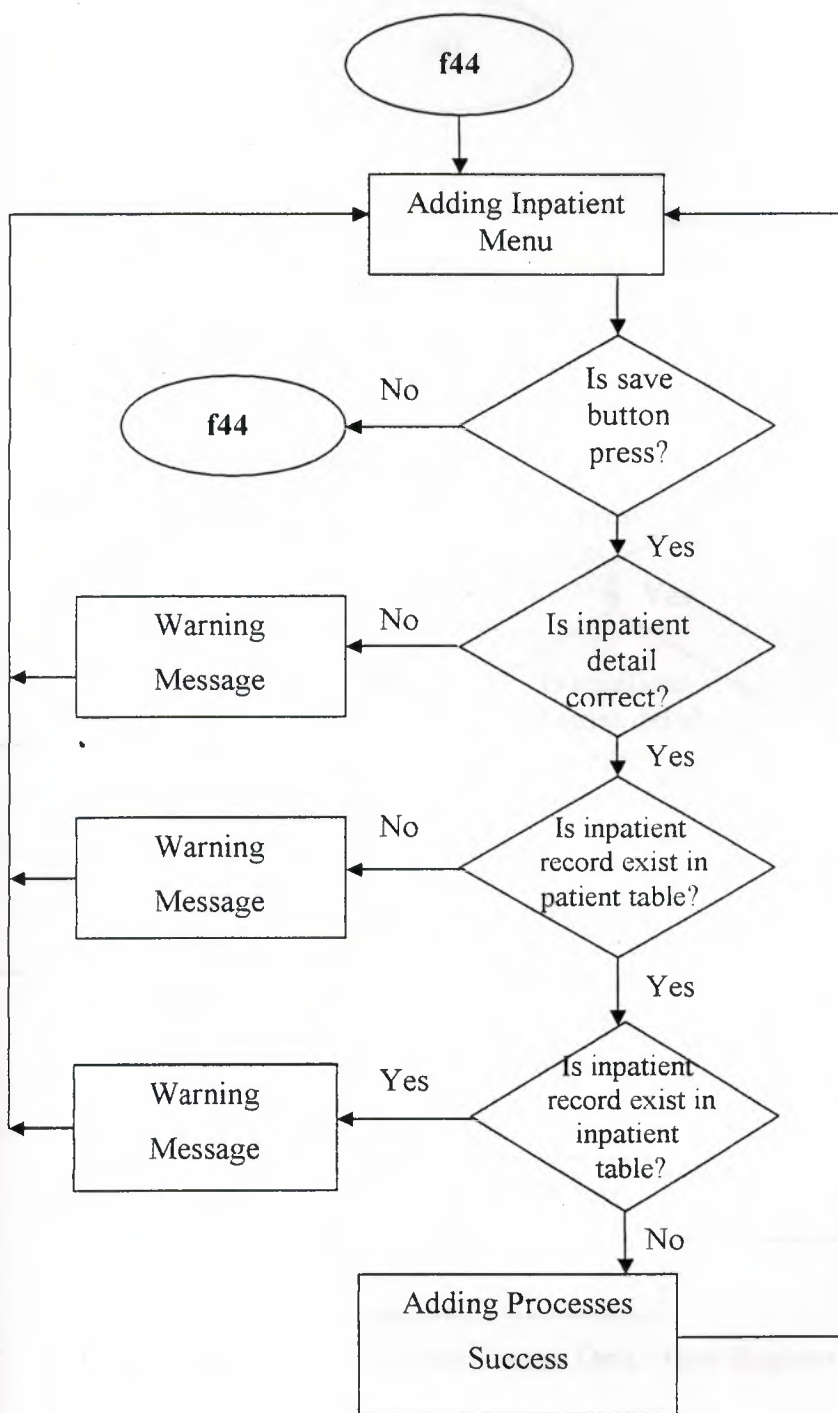 f44
Adding Inpatient
Menu
Is save
button
press?
No
f44
Yes
Is inpatient
detail
correct?
No
Warning
Message
Yes
Is inpatient
record exist in
patient table?
No
Warning
Message
Yes
Is inpatient
record exist in
inpatient
table?
Yes
Warning
Message
No
Adding Processes
Success